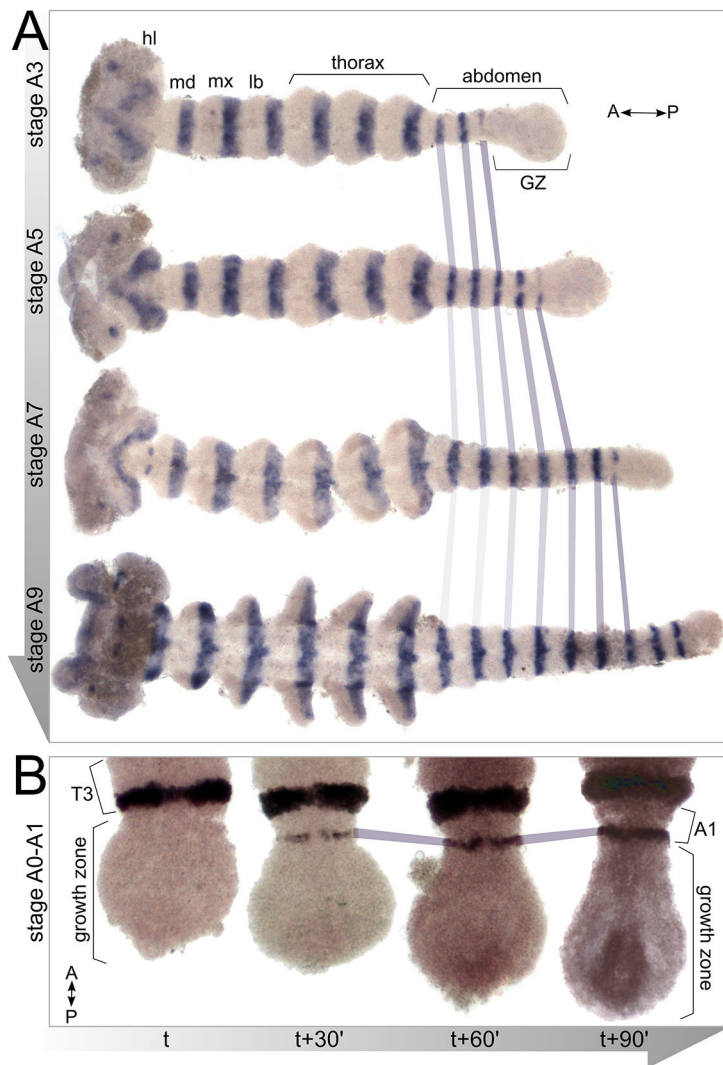 A
hl
md
mx
lb
thorax
abdomen
A
P
GZ
stage A3
stage A5
stage A7
stage A9
B
T3
growth zone
A1
growth zone
stage A0-A1
A
P
t
t+30'
t+60'
t+90'